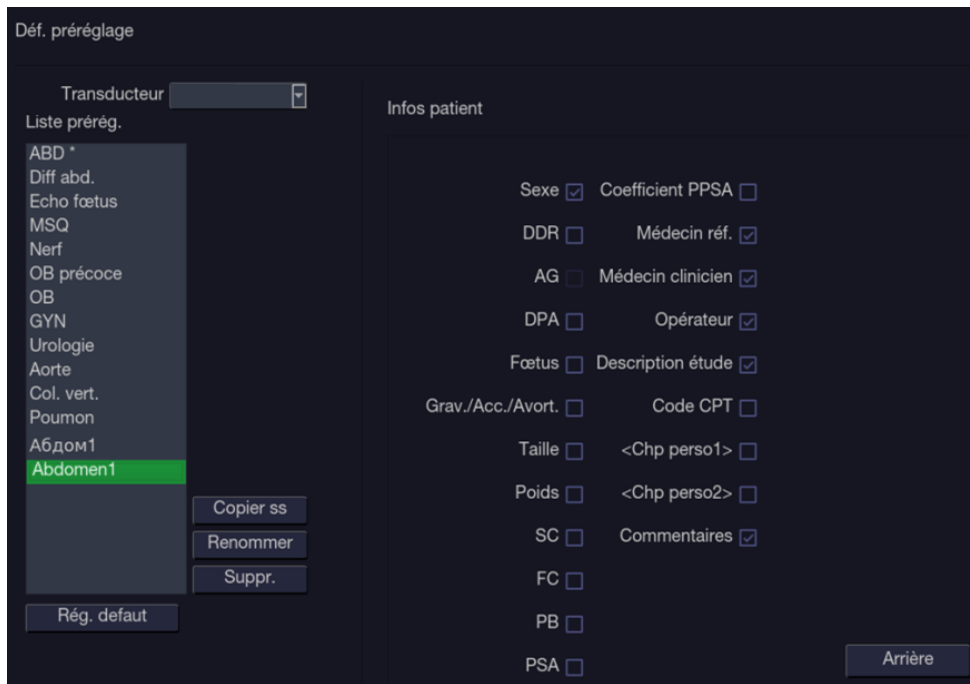 Déf. préréglage
Transducteur
Liste prérég.
ABD *
Diff abd.
Echo fœtus
MSQ
Nerf
OB précoce
OB
GYN
Urologie
Aorte
Col. vert.
Poumon
Абдом1
Abdomen1
Copier ss
Renommer
Suppr.
Rég. defaut
Infos patient
Sexe Coefficient PPSA
DDR Médecin réf.
AG Médecin clinicien
DPA Opérateur
Fœtus Description étude
Grav./Acc./Avort. Code CPT
Taille <Chp perso1>
Poids <Chp perso2>
SC Commentaires
FC
PB
PSA
Arrière